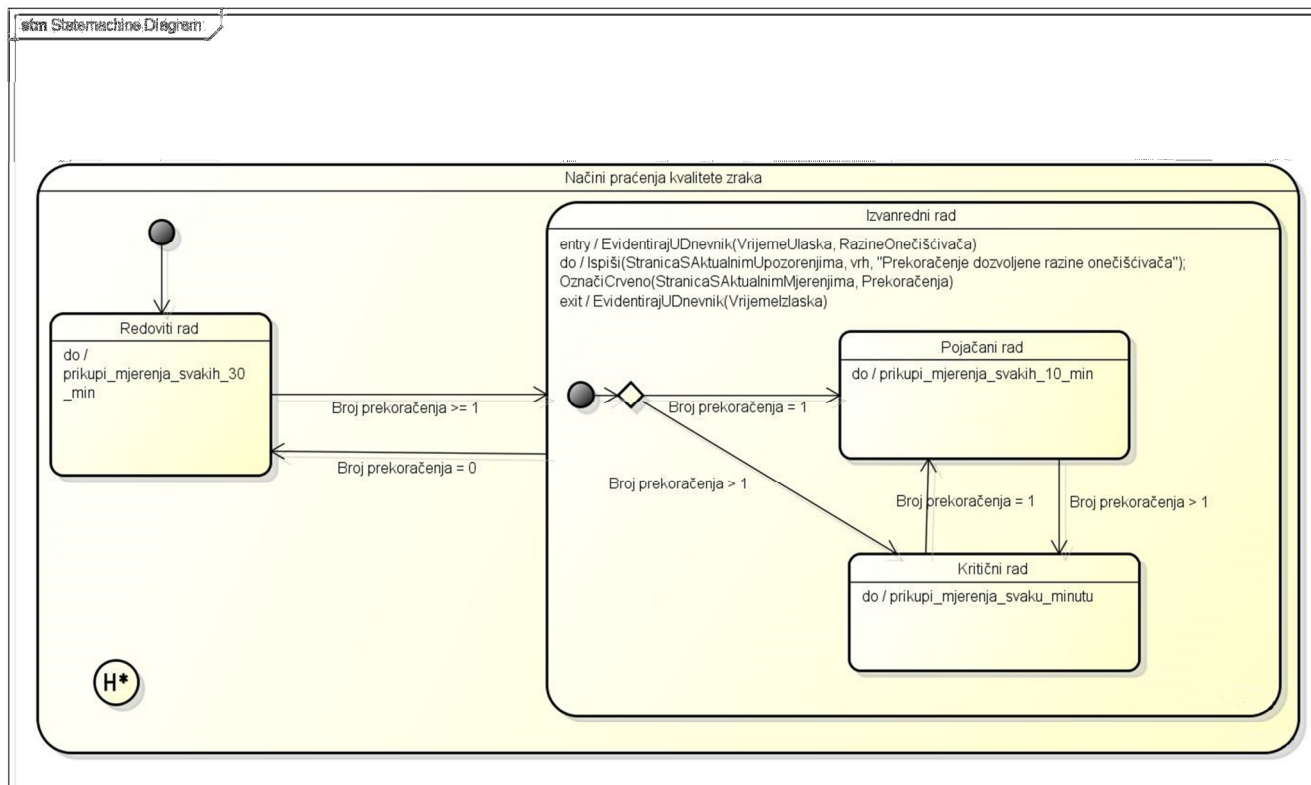 stm Statemachine Diagram
Načini praćenja kvalitete zraka
Izvanredni rad
entry / EvidentirajUDnevnik(VrijemeUlaska, RazineOnečišćivača)
do / Ispiši(StranicaSAktualnimUpozorenjima, vrh, "Prekoračenje dozvoljene razine onečišćivača");
OznačiCrveno(StranicaSAktualnimMjerenjima, Prekoračenja)
exit / EvidentirajUDnevnik(VrijemeIzlaska)
Redoviti rad
do /
prikupi_mjerenja_svakih_30
_min
Broj prekoračenja >= 1
Broj prekoračenja = 0
Pojačani rad
do / prikupi_mjerenja_svakih_10_min
Broj prekoračenja = 1
Broj prekoračenja > 1
Broj prekoračenja = 1
Broj prekoračenja > 1
Kritični rad
do / prikupi_mjerenja_svaku_minutu
H*